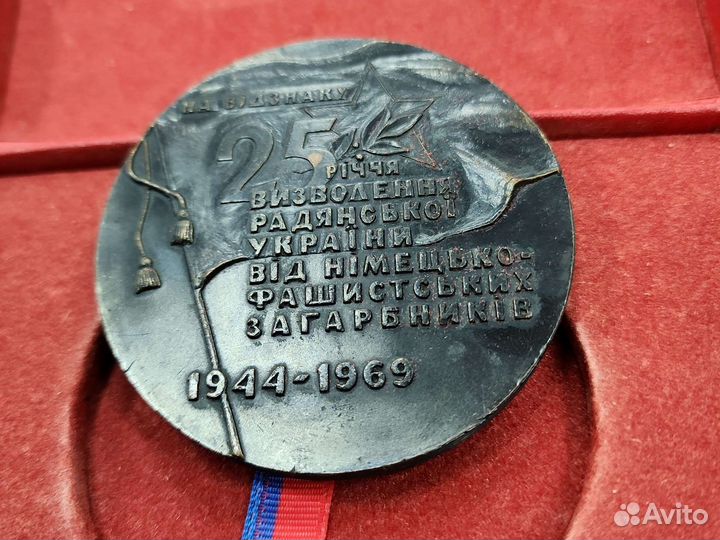 НА ВІДЗНАКУ
25
РІЧЧЯ
ВИЗВОЛЕННЯ
РАДЯНСЬКОЇ
УКРАЇНИ
ВІД НІМЕЦЬКО-
ФАШИСТСЬКИХ
ЗАГАРБНИКІВ
1944-1969
Avito